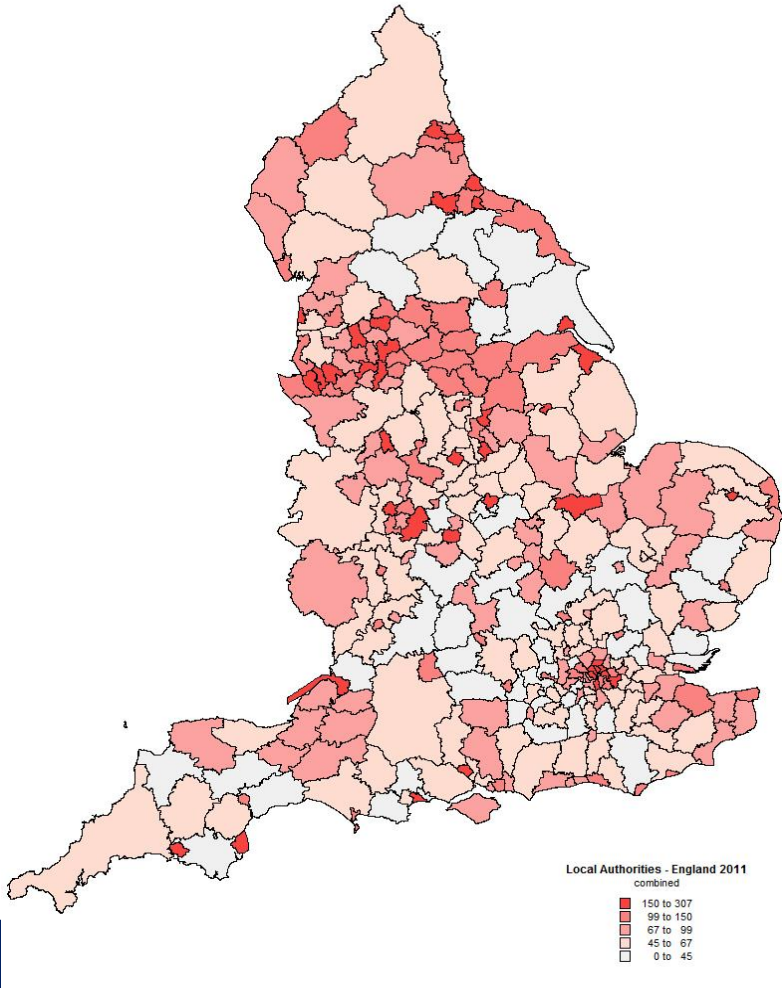 Local Authorities - England 2011
combined
150 to 307
99 to 150
67 to 99
45 to 67
0 to 45